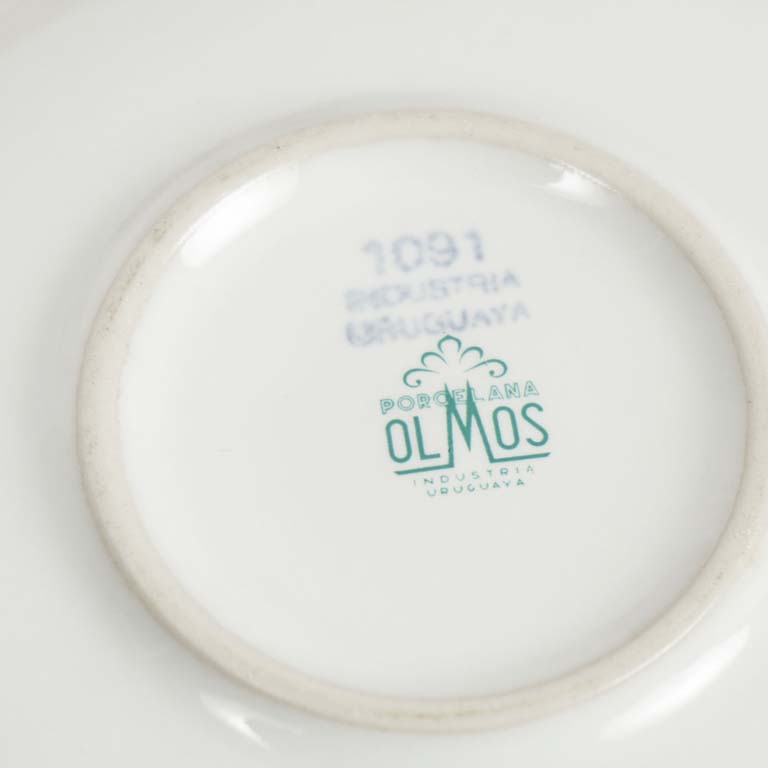 1091
INDUSTRIA
URUGUAYA
PORCELANA
OLMOS
INDUSTRIA
URUGUAYA